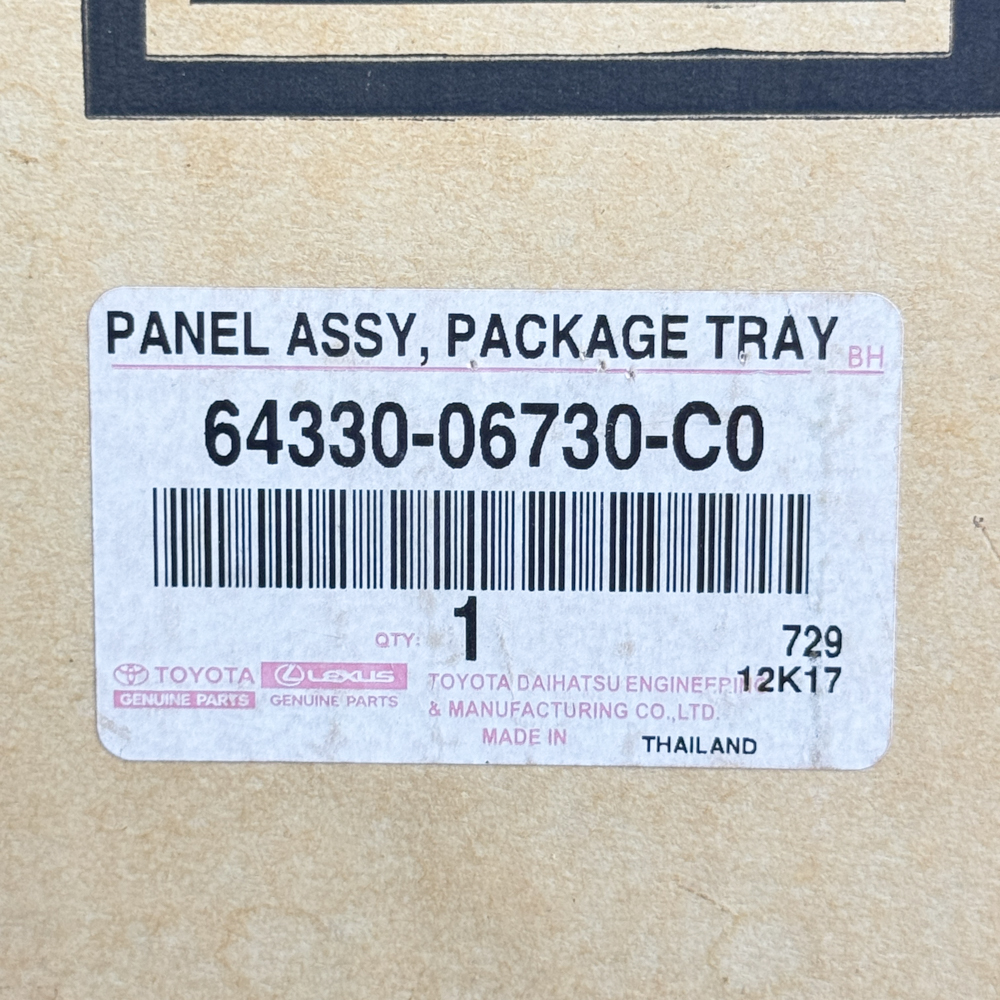 PANEL ASSY, PACKAGE TRAY
BH
64330-06730-C0
QTY: 1
729
12K17
TOYOTA
GENUINE PARTS
LEXUS
GENUINE PARTS
TOYOTA DAIHATSU ENGINEERING
& MANUFACTURING CO.,LTD.
MADE IN THAILAND